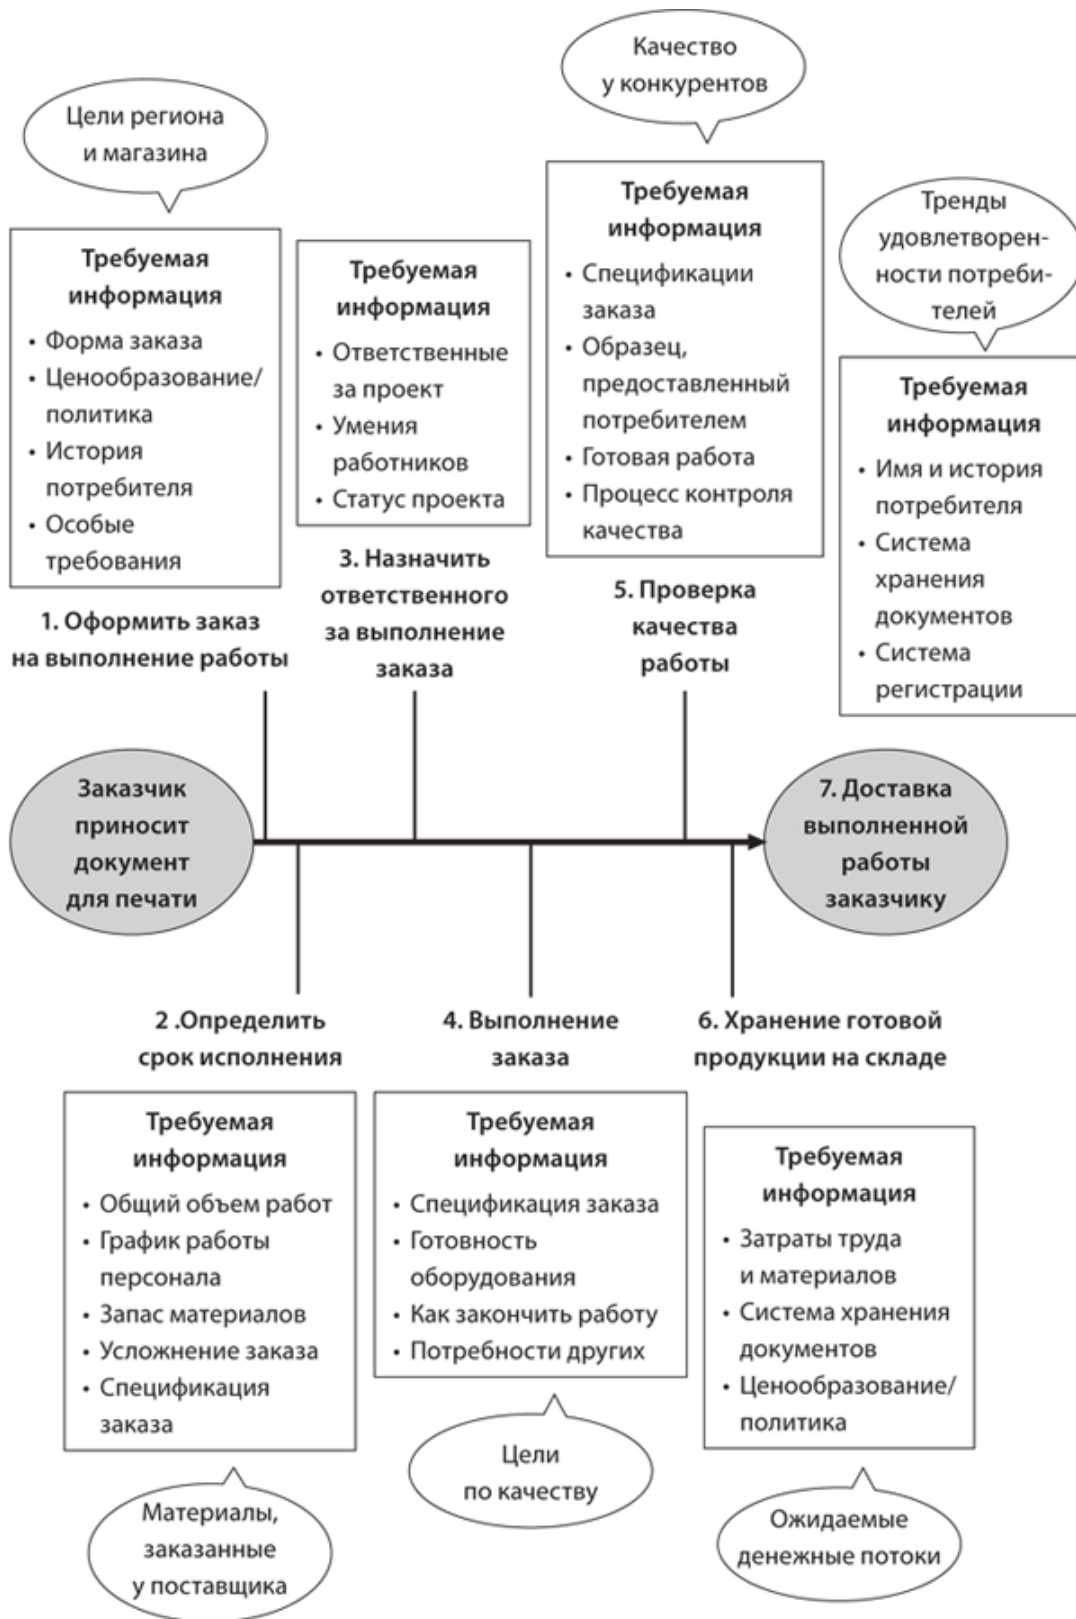 Цели региона
и магазина
Требуемая
информация
• Форма заказа
• Ценообразование/
политика
• История
потребителя
• Особые
требования
1. Оформить заказ
на выполнение работы
Требуемая
информация
• Ответственные
за проект
• Умения
работников
• Статус проекта
3. Назначить
ответственного
за выполнение
заказа
Качество
у конкурентов
Требуемая
информация
• Спецификации
заказа
• Образец,
предоставленный
потребителем
• Готовая работа
• Процесс контроля
качества
5. Проверка
качества
работы
Тренды
удовлетворен-
ности потреби-
телей
Требуемая
информация
• Имя и история
потребителя
• Система
хранения
документов
• Система
регистрации
Заказчик
приносит
документ
для печати
7. Доставка
выполненной
работы
заказчику
2 .Определить
срок исполнения
Требуемая
информация
• Общий объем работ
• График работы
персонала
• Запас материалов
• Усложнение заказа
• Спецификация
заказа
Материалы,
заказанные
у поставщика
4. Выполнение
заказа
Требуемая
информация
• Спецификация заказа
• Готовность
оборудования
• Как закончить работу
• Потребности других
Цели
по качеству
6. Хранение готовой
продукции на складе
Требуемая
информация
• Затраты труда
и материалов
• Система хранения
документов
• Ценообразование/
политика
Ожидаемые
денежные потоки